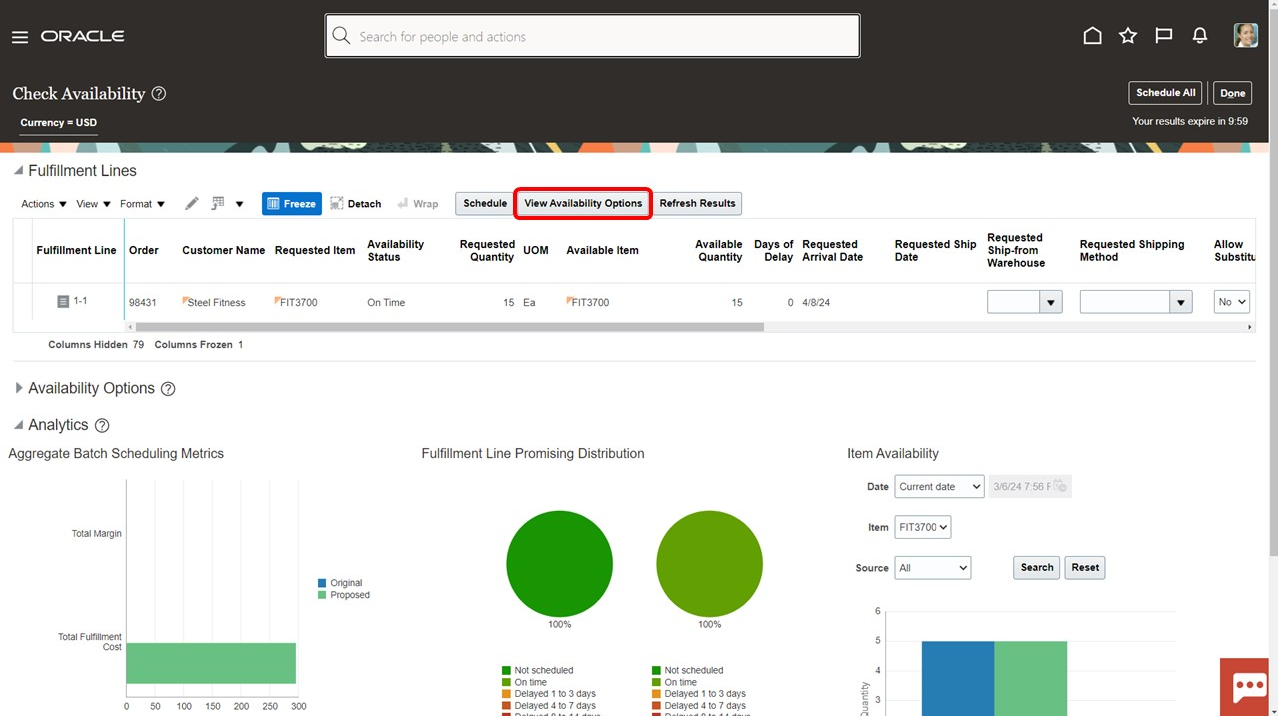 ORACLE
Search for people and actions
Check Availability
Schedule All
Done
Currency = USD
Your results expire in 9:59
Fulfillment Lines
Actions View Format Freeze Detach Wrap Schedule View Availability Options Refresh Results
Fulfillment Line Order Customer Name Requested Item Availability Status Requested Quantity UOM Available Item Available Quantity Days of Delay Requested Arrival Date Requested Ship Date Requested Ship-from Warehouse Requested Shipping Method Allow
1-1 98431 Steel Fitness FIT3700 On Time 15 Ea FIT3700 15 0 4/8/24 No
Columns Hidden 79 Columns Frozen 1
Availability Options
Analytics
Aggregate Batch Scheduling Metrics
Total Margin
Total Fulfillment
Cost
0 50 100 150 200 250 300
Original
Proposed
Fulfillment Line Promising Distribution
100% 100%
Not scheduled Not scheduled
On time On time
Delayed 1 to 3 days Delayed 1 to 3 days
Delayed 4 to 7 days Delayed 4 to 7 days
Item Availability
Date Current date 3/6/24 7:56
Item FIT3700
Source All Search Reset
6
5
4
3
Quantity